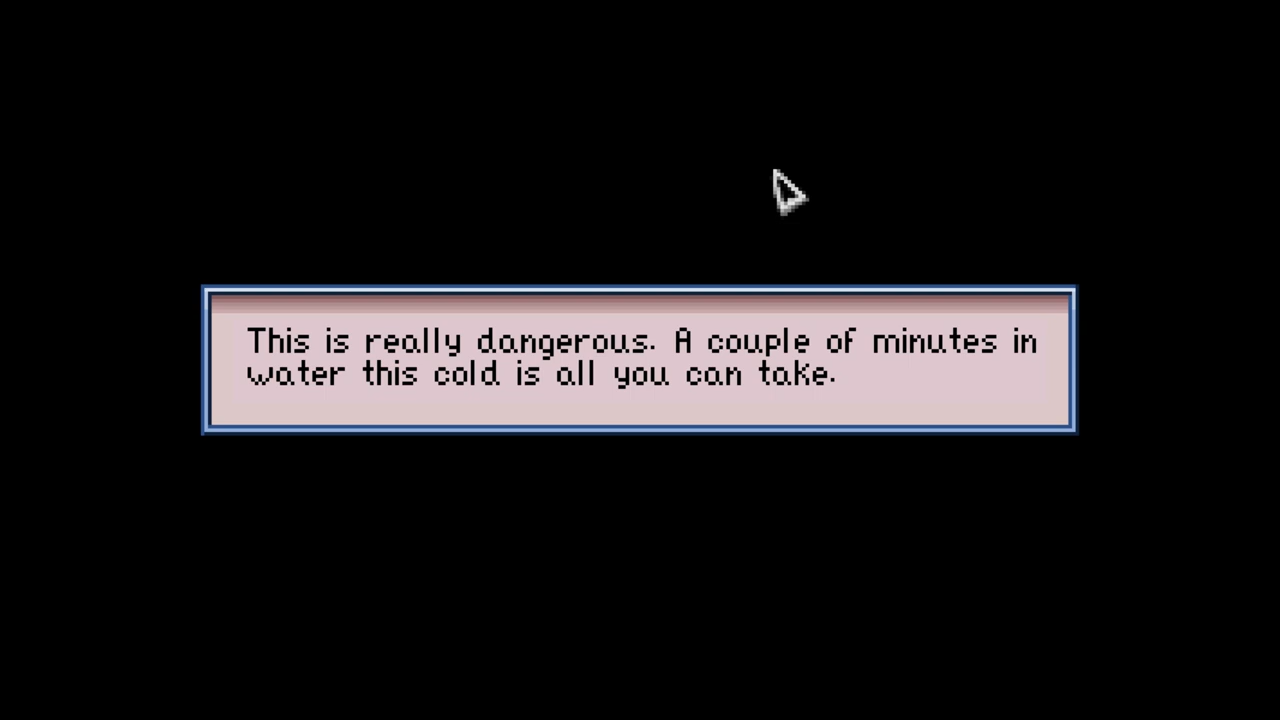 This is really dangerous. A couple of minutes in
water this cold is all you can take.